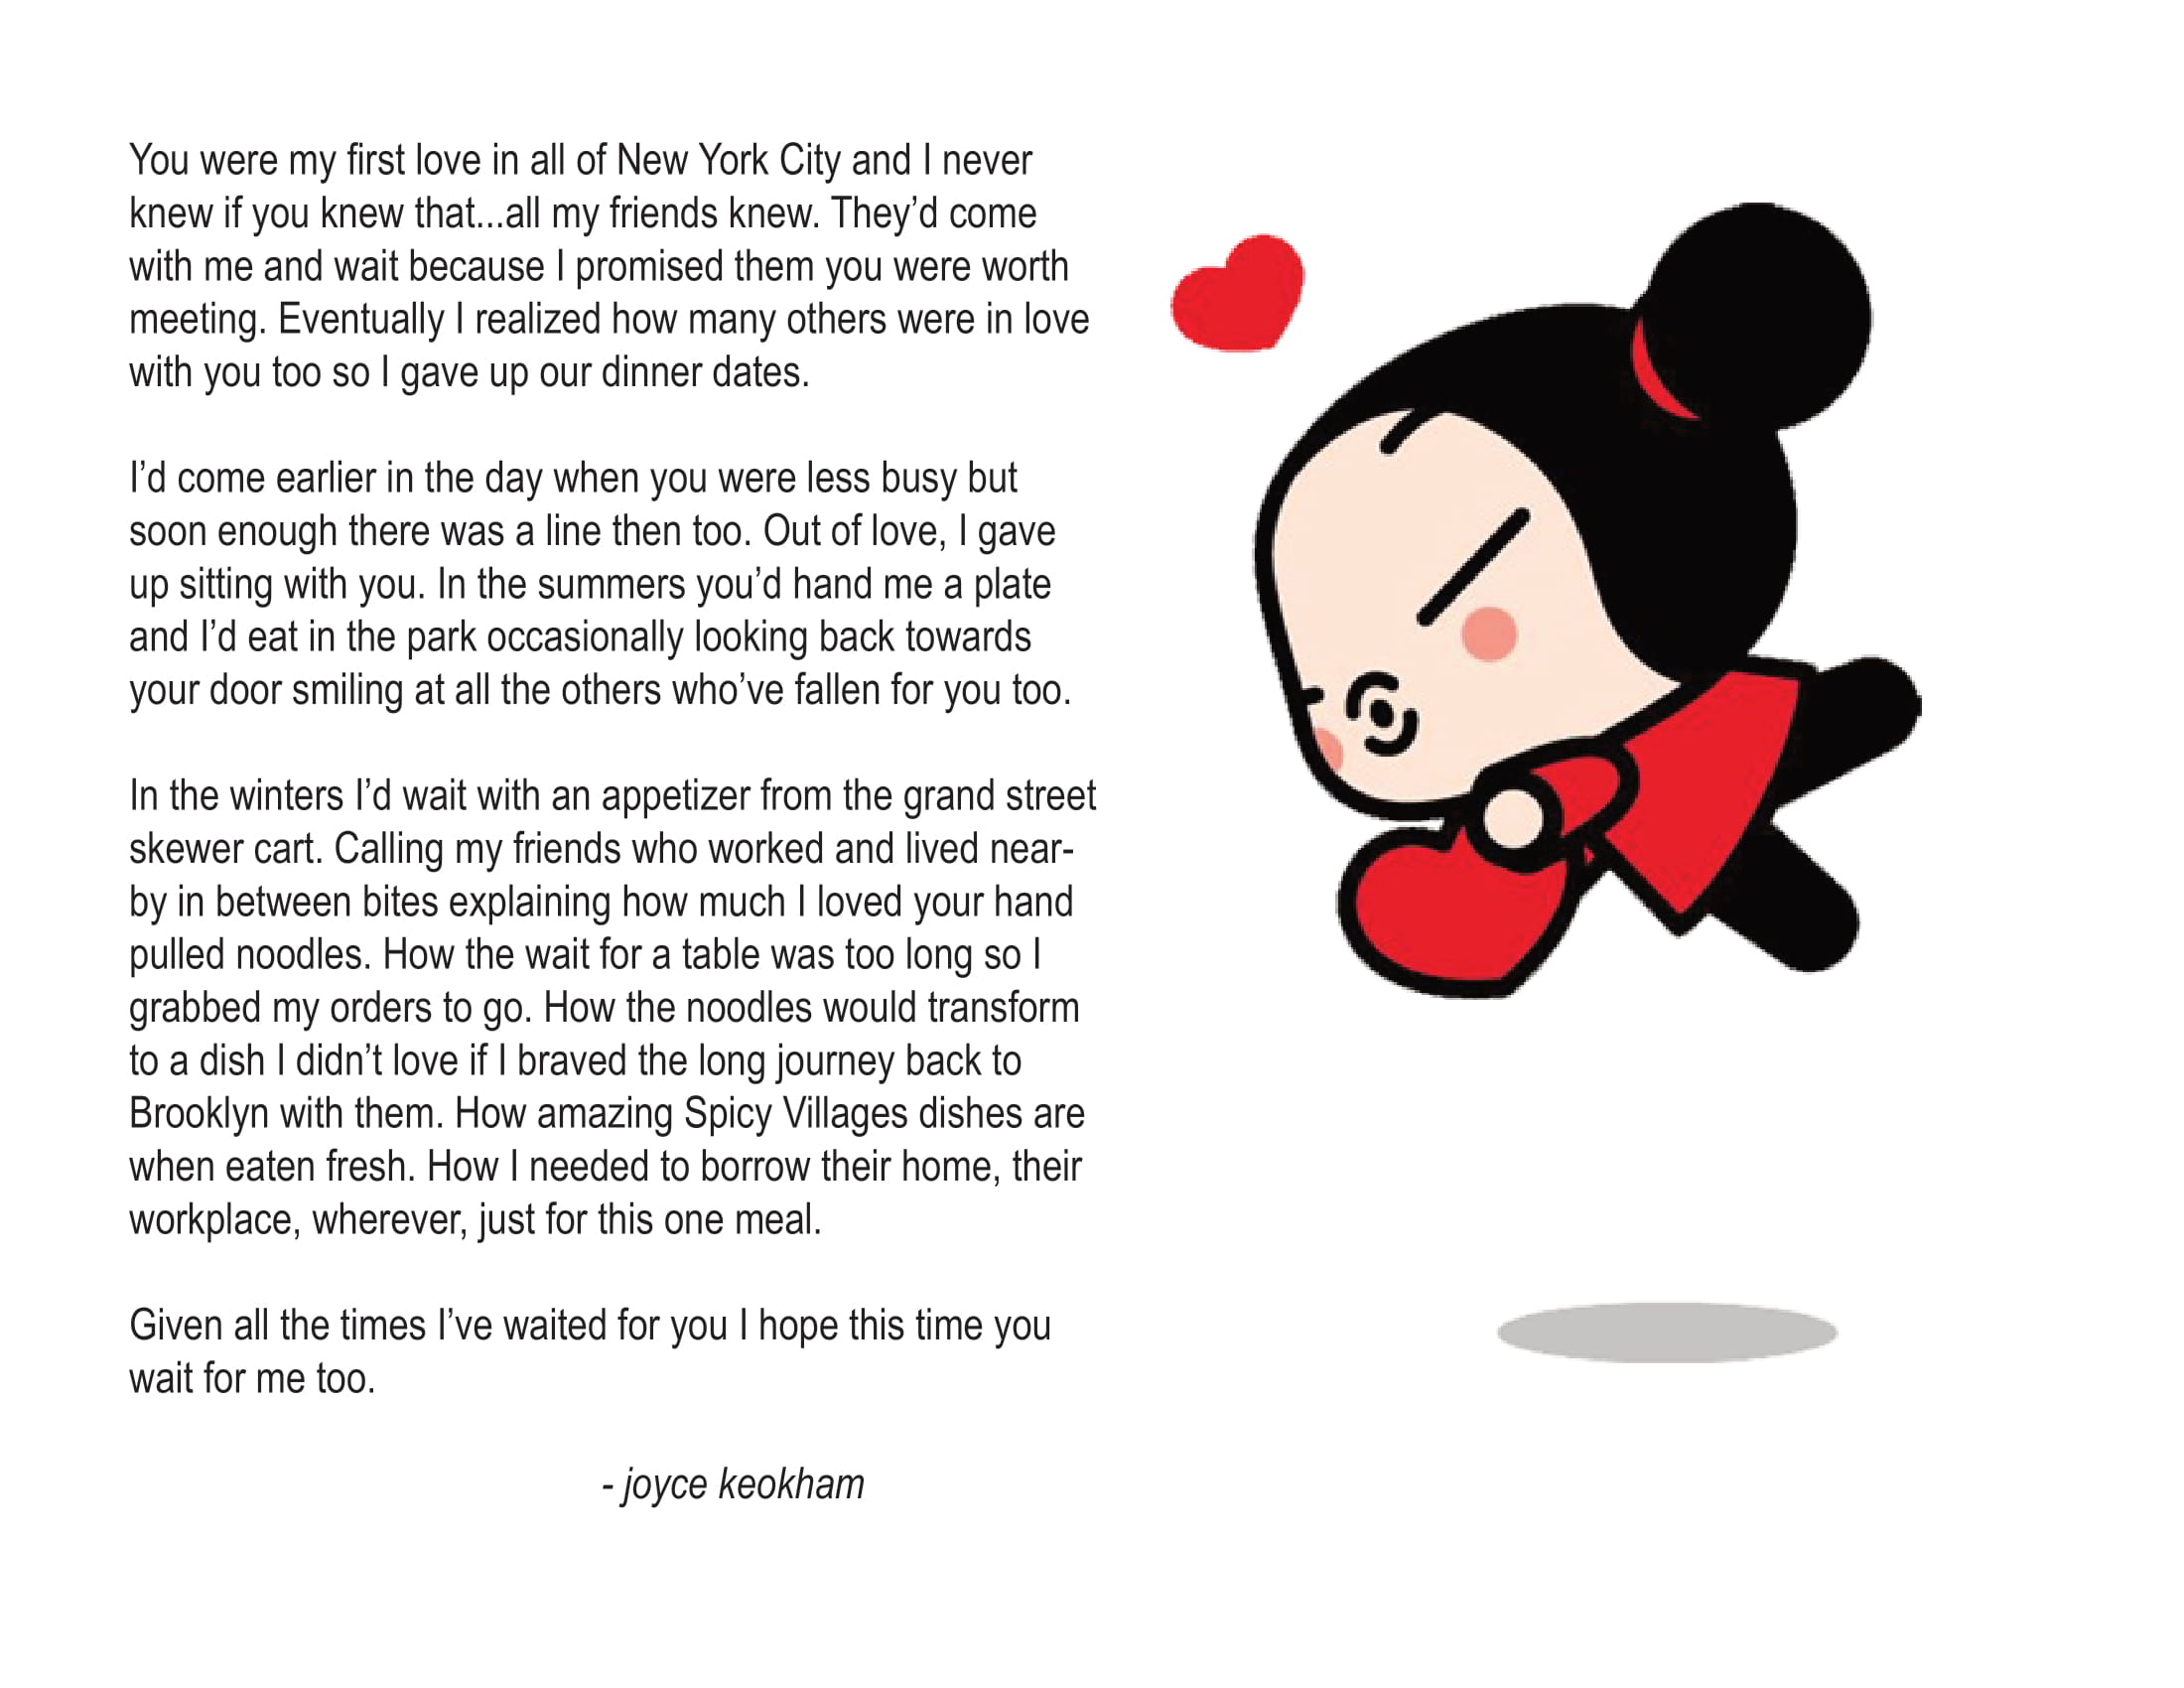 You were my first love in all of New York City and I never
knew if you knew that...all my friends knew. They’d come
with me and wait because I promised them you were worth
meeting. Eventually I realized how many others were in love
with you too so I gave up our dinner dates.
I’d come earlier in the day when you were less busy but
soon enough there was a line then too. Out of love, I gave
up sitting with you. In the summers you’d hand me a plate
and I’d eat in the park occasionally looking back towards
your door smiling at all the others who’ve fallen for you too.
In the winters I’d wait with an appetizer from the grand street
skewer cart. Calling my friends who worked and lived near-
by in between bites explaining how much I loved your hand
pulled noodles. How the wait for a table was too long so I
grabbed my orders to go. How the noodles would transform
to a dish I didn’t love if I braved the long journey back to
Brooklyn with them. How amazing Spicy Villages dishes are
when eaten fresh. How I needed to borrow their home, their
workplace, wherever, just for this one meal.
Given all the times I’ve waited for you I hope this time you
wait for me too.
- joyce keokham